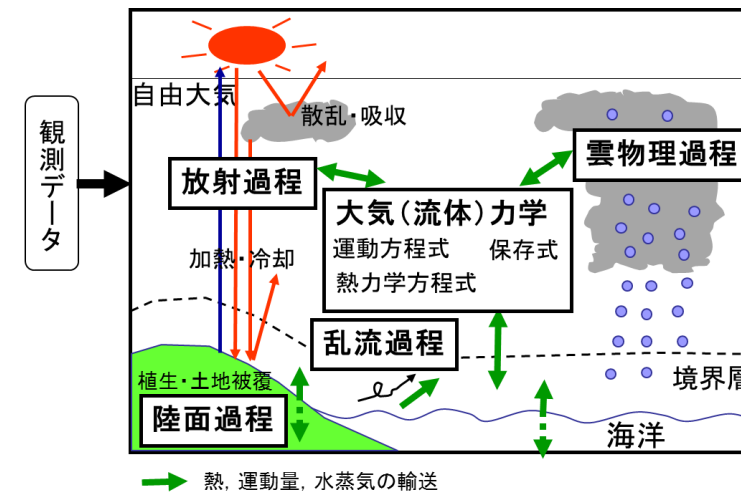 自由大気
散乱・吸収
観測データ
雲物理過程
放射過程
大気（流体）力学
運動方程式 保存式
熱力学方程式
加熱・冷却
乱流過程
植生・土地被覆
境界層
陸面過程
海洋
熱, 運動量, 水蒸気の輸送